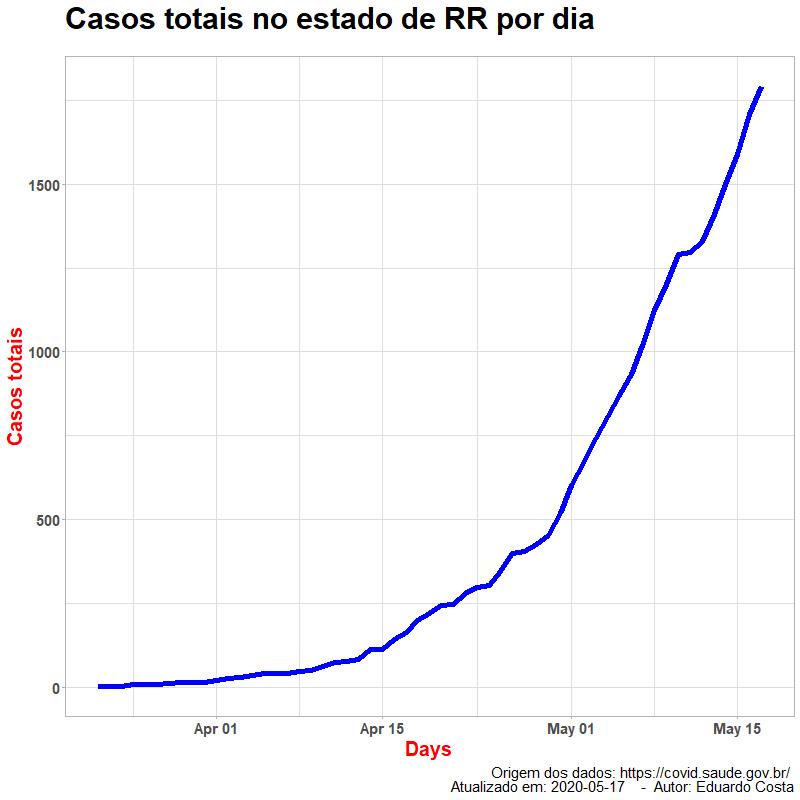 Casos totais no estado de RR por dia
Casos totais
1500
1000
500
0
Apr 01 Apr 15 May 01 May 15
Days
Origem dos dados: https://covid.saude.gov.br/
Atualizado em: 2020-05-17 - Autor: Eduardo Costa